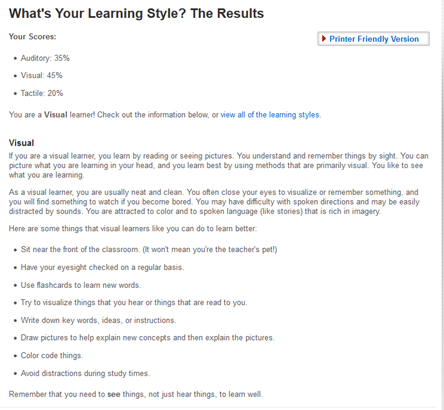 What's Your Learning Style? The Results
Your Scores:
Printer Friendly Version
Auditory: 35%
Visual: 45%
Tactile: 20%
You are a Visual learner! Check out the information below, or view all of the learning styles.
Visual
If you are a visual learner, you learn by reading or seeing pictures. You understand and remember things by sight. You can
picture what you are learning in your head, and you learn best by using methods that are primarily visual. You like to see
what you are learning.
As a visual learner, you are usually neat and clean. You often close your eyes to visualize or remember something, and
you will find something to watch if you become bored. You may have difficulty with spoken directions and may be easily
distracted by sounds. You are attracted to color and to spoken language (like stories) that is rich in imagery.
Here are some things that visual learners like you can do to learn better:
Sit near the front of the classroom. (It won't mean you're the teacher's pet!)
Have your eyesight checked on a regular basis.
Use flashcards to learn new words.
Try to visualize things that you hear or things that are read to you.
Write down key words, ideas, or instructions.
Draw pictures to help explain new concepts and then explain the pictures.
Color code things.
Avoid distractions during study times.
Remember that you need to see things, not just hear things, to learn well.